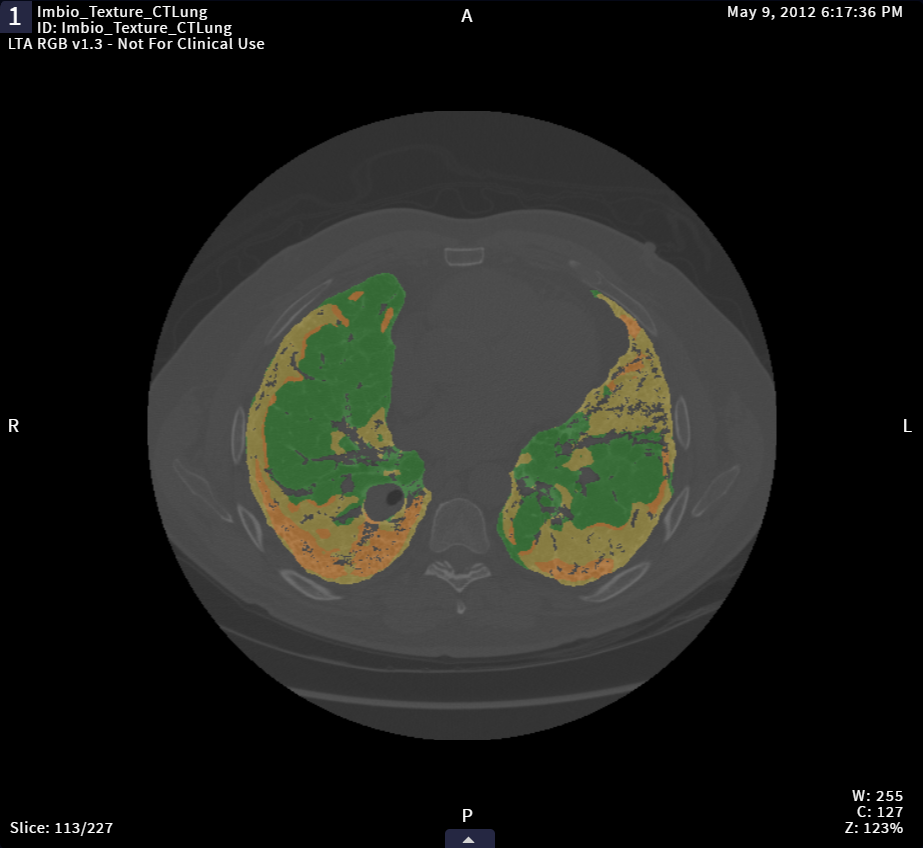 1
Imbio_Texture_CTLung
ID: Imbio_Texture_CTLung
LTA RGB v1.3 - Not For Clinical Use
A
May 9, 2012 6:17:36 PM
R
L
P
Slice: 113/227
W: 255
C: 127
Z: 123%